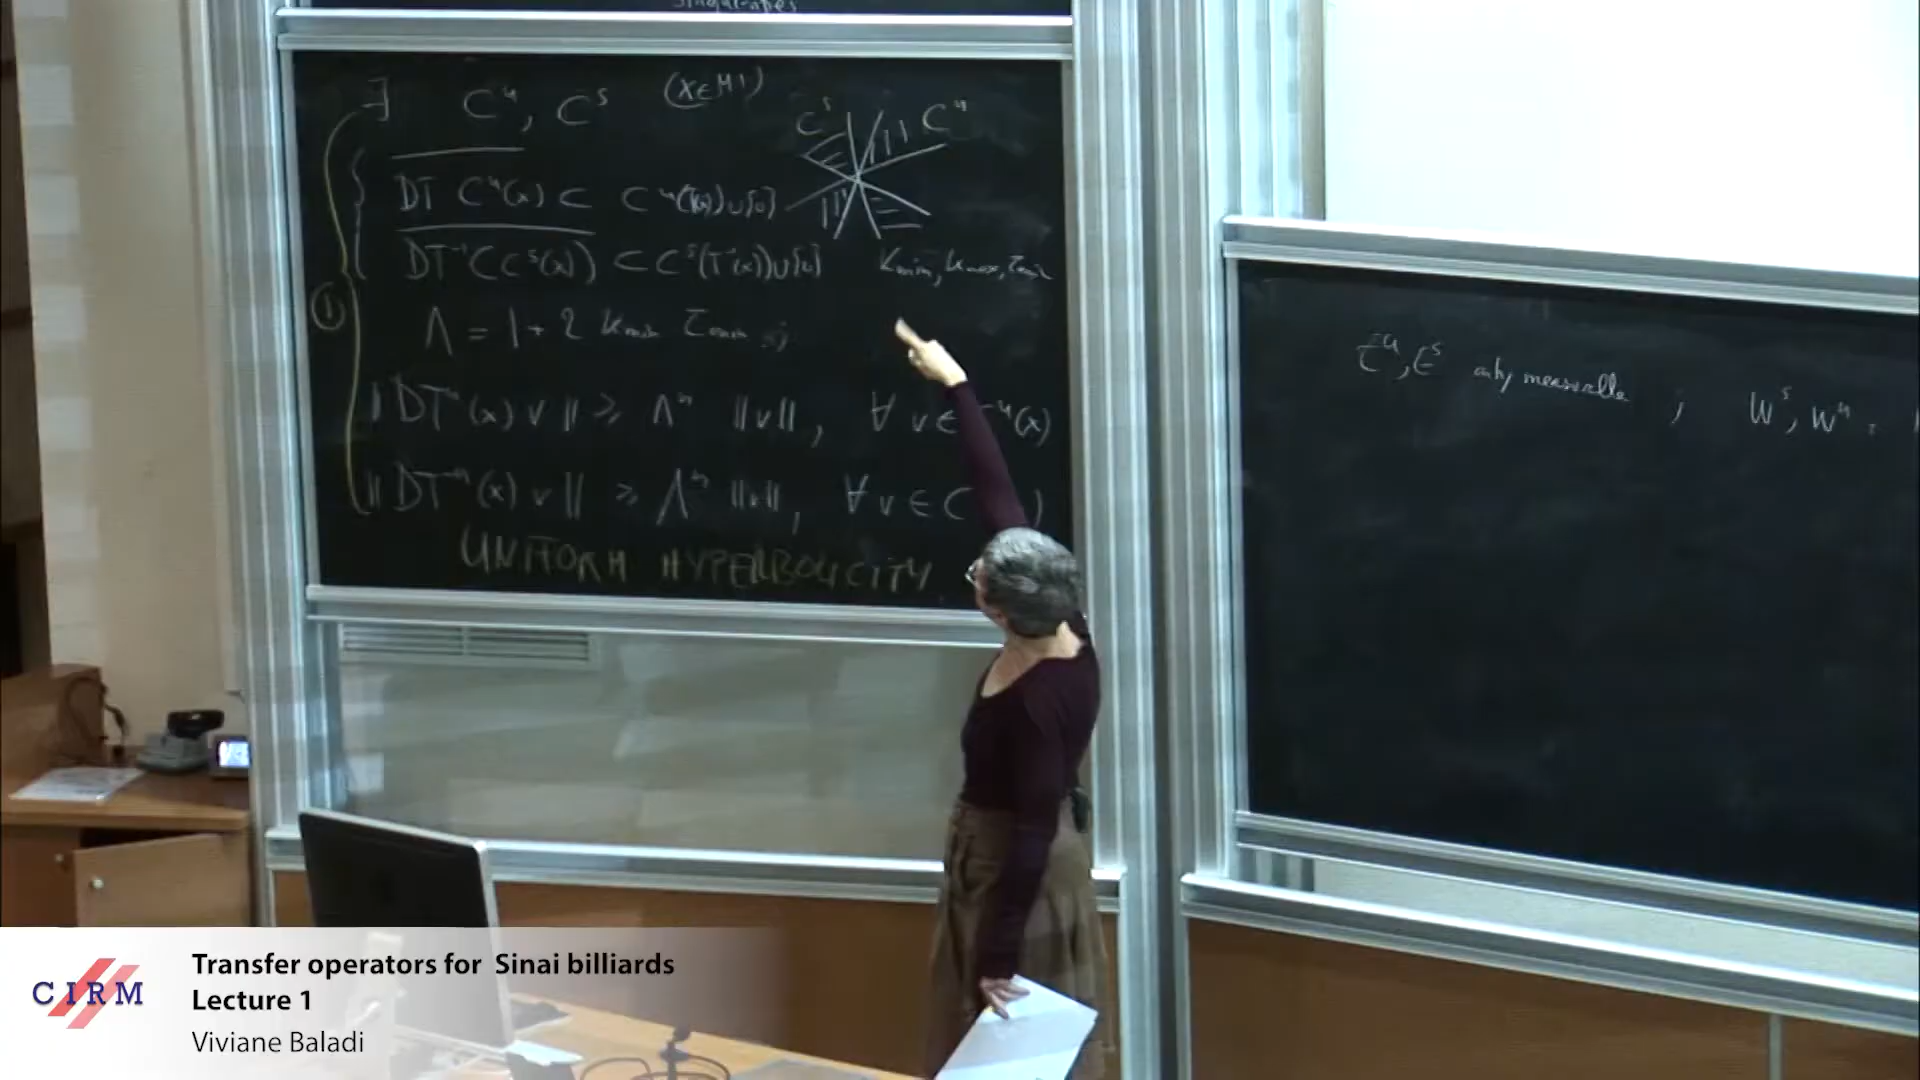 ∃ C^u, C^s (x∈M')
C^s C^u
DT C^u(x) ⊂ C^u(T(x))∪{0}
DT^{-1}(C^s(x)) ⊂ C^s(T^{-1}(x))∪{0}
K_min, K_max, τ_min
①
Λ = 1 + 2 K_min τ_min
‖DT^n(x) v‖ ≥ Λ^n ‖v‖, ∀ v ∈
‖DT^{-n}(x) v‖ ≥ Λ^n ‖v‖, ∀ v ∈ C
UNIFORM HYPERBOLICITY
E^u, E^s only measurable ; W^s, W^u
CIRM
Transfer operators for Sinai billiards
Lecture 1
Viviane Baladi